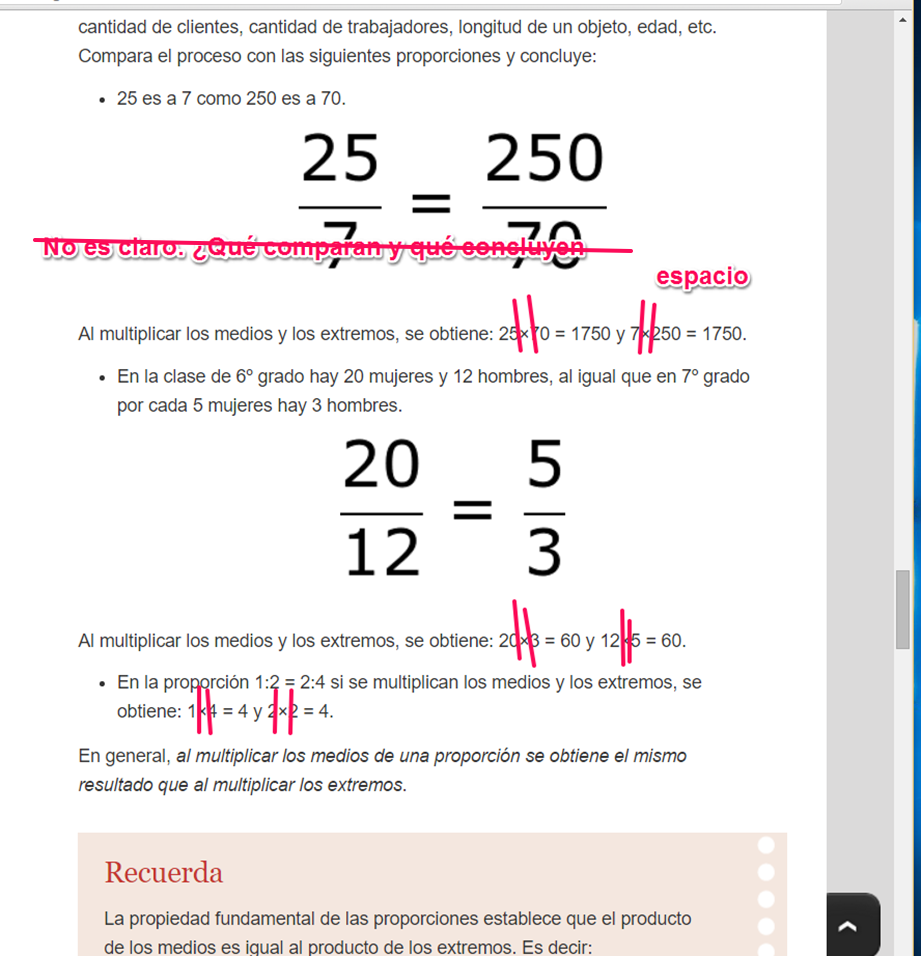 cantidad de clientes, cantidad de trabajadores, longitud de un objeto, edad, etc.
Compara el proceso con las siguientes proporciones y concluye:
• 25 es a 7 como 250 es a 70.
25 250
=
7 70
No es claro. ¿Qué comparan y qué concluyen
espacio
Al multiplicar los medios y los extremos, se obtiene: 25×70 = 1750 y 7×250 = 1750.
• En la clase de 6º grado hay 20 mujeres y 12 hombres, al igual que en 7º grado
por cada 5 mujeres hay 3 hombres.
20 5
=
12 3
Al multiplicar los medios y los extremos, se obtiene: 20×3 = 60 y 12×5 = 60.
• En la proporción 1:2 = 2:4 si se multiplican los medios y los extremos, se
obtiene: 1×4 = 4 y 2×2 = 4.
En general, al multiplicar los medios de una proporción se obtiene el mismo
resultado que al multiplicar los extremos.
Recuerda
La propiedad fundamental de las proporciones establece que el producto
de los medios es igual al producto de los extremos. Es decir: